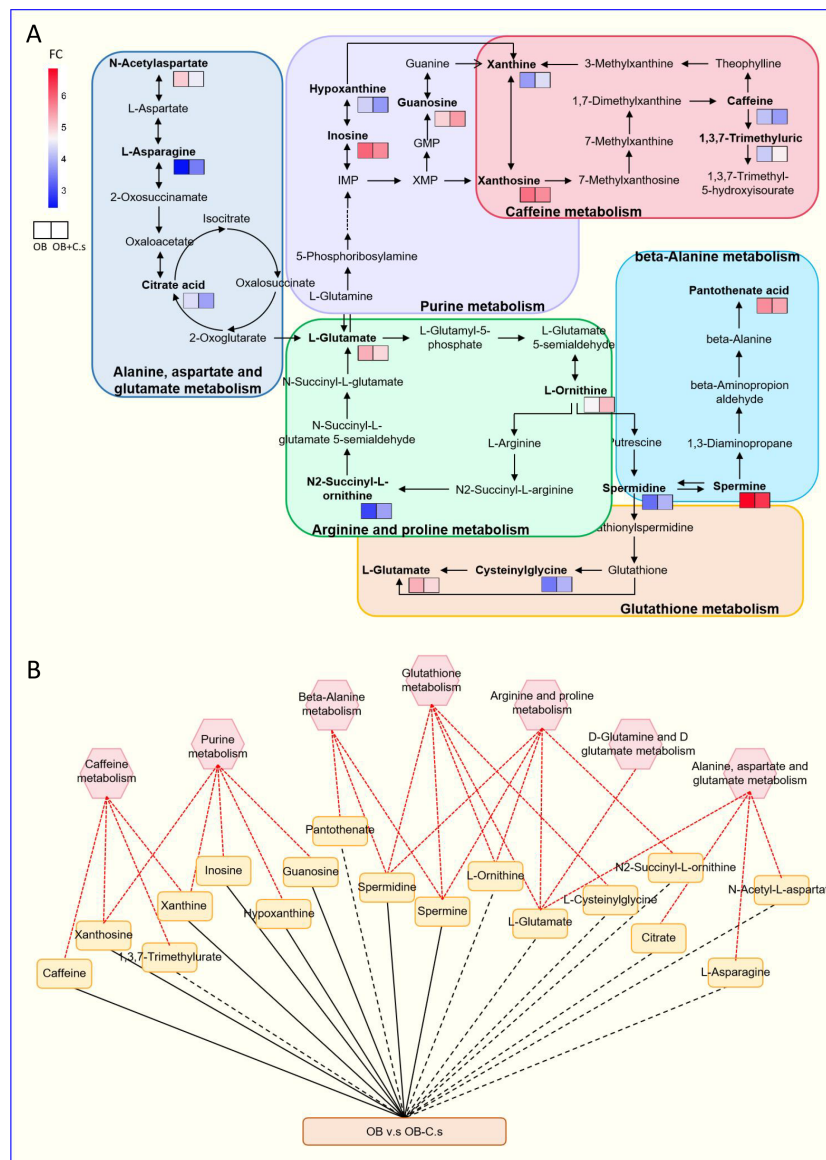 A
FC
6
5
4
3
OB OB+C.s
N-Acetylaspartate
L-Aspartate
L-Asparagine
2-Oxosuccinamate
Isocitrate
Oxaloacetate
Citrate acid
Oxalosuccinate
2-Oxoglutarate
Alanine, aspartate and
glutamate metabolism
Hypoxanthine
Inosine
IMP
Guanine
Guanosine
GMP
XMP
5-Phosphoribosylamine
L-Glutamine
Purine metabolism
Xanthine
3-Methylxanthine
Theophylline
1,7-Dimethylxanthine
Caffeine
1,3,7-Trimethyluric
7-Methylxanthine
Xanthosine
7-Methylxanthosine
1,3,7-Trimethyl-
5-hydroxyisourate
Caffeine metabolism
L-Glutamate
L-Glutamyl-5-
phosphate
L-Glutamate
5-semialdehyde
N-Succinyl-L-glutamate
L-Ornithine
N-Succinyl-L-
glutamate 5-semialdehyde
L-Arginine
N2-Succinyl-L-
ornithine
N2-Succinyl-L-arginine
Arginine and proline metabolism
beta-Alanine metabolism
Pantothenate acid
beta-Alanine
beta-Aminopropion
aldehyde
1,3-Diaminopropane
Putrescine
Spermidine
Spermine
athionylspermidine
L-Glutamate
Cysteinylglycine
Glutathione
Glutathione metabolism
B
Caffeine
metabolism
Purine
metabolism
Beta-Alanine
metabolism
Glutathione
metabolism
Arginine and proline
metabolism
D-Glutamine and D
glutamate metabolism
Alanine, aspartate and
glutamate metabolism
Pantothenate
Inosine
Guanosine
Spermidine
L-Ornithine
N2-Succinyl-L-ornithine
N-Acetyl-L-aspartat
Xanthine
Hypoxanthine
Spermine
L-Cysteinylglycine
L-Glutamate
Xanthosine
1,3,7-Trimethylurate
Citrate
Caffeine
L-Asparagine
OB v.s OB-C.s